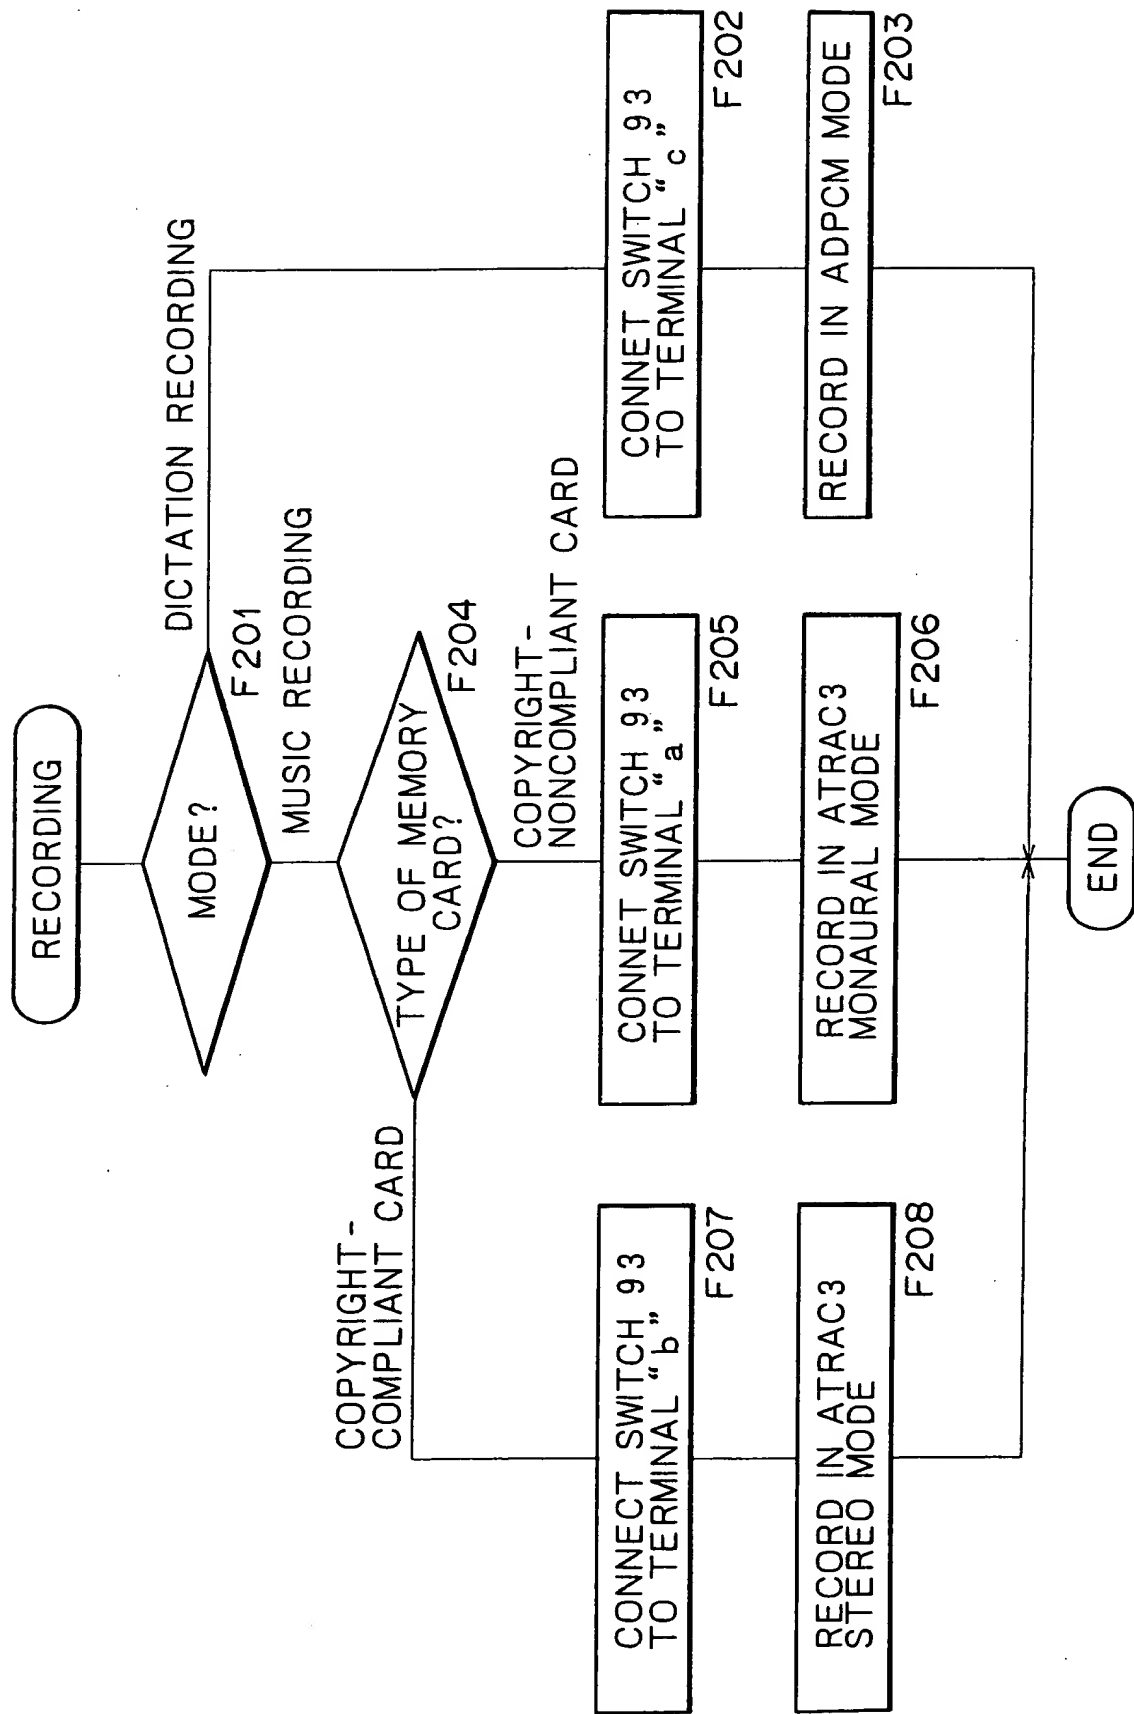 RECORDING
MODE?
F201
DICTATION RECORDING
MUSIC RECORDING
TYPE OF MEMORY
CARD?
F204
COPYRIGHT-
COMPLIANT CARD
COPYRIGHT-
NONCOMPLIANT CARD
CONNECT SWITCH 93
TO TERMINAL “b”
F207
CONNET SWITCH 93
TO TERMINAL “a”
F205
CONNET SWITCH 93
TO TERMINAL “c”
F202
RECORD IN ATRAC3
STEREO MODE
F208
RECORD IN ATRAC3
MONAURAL MODE
F206
RECORD IN ADPCM MODE
F203
END